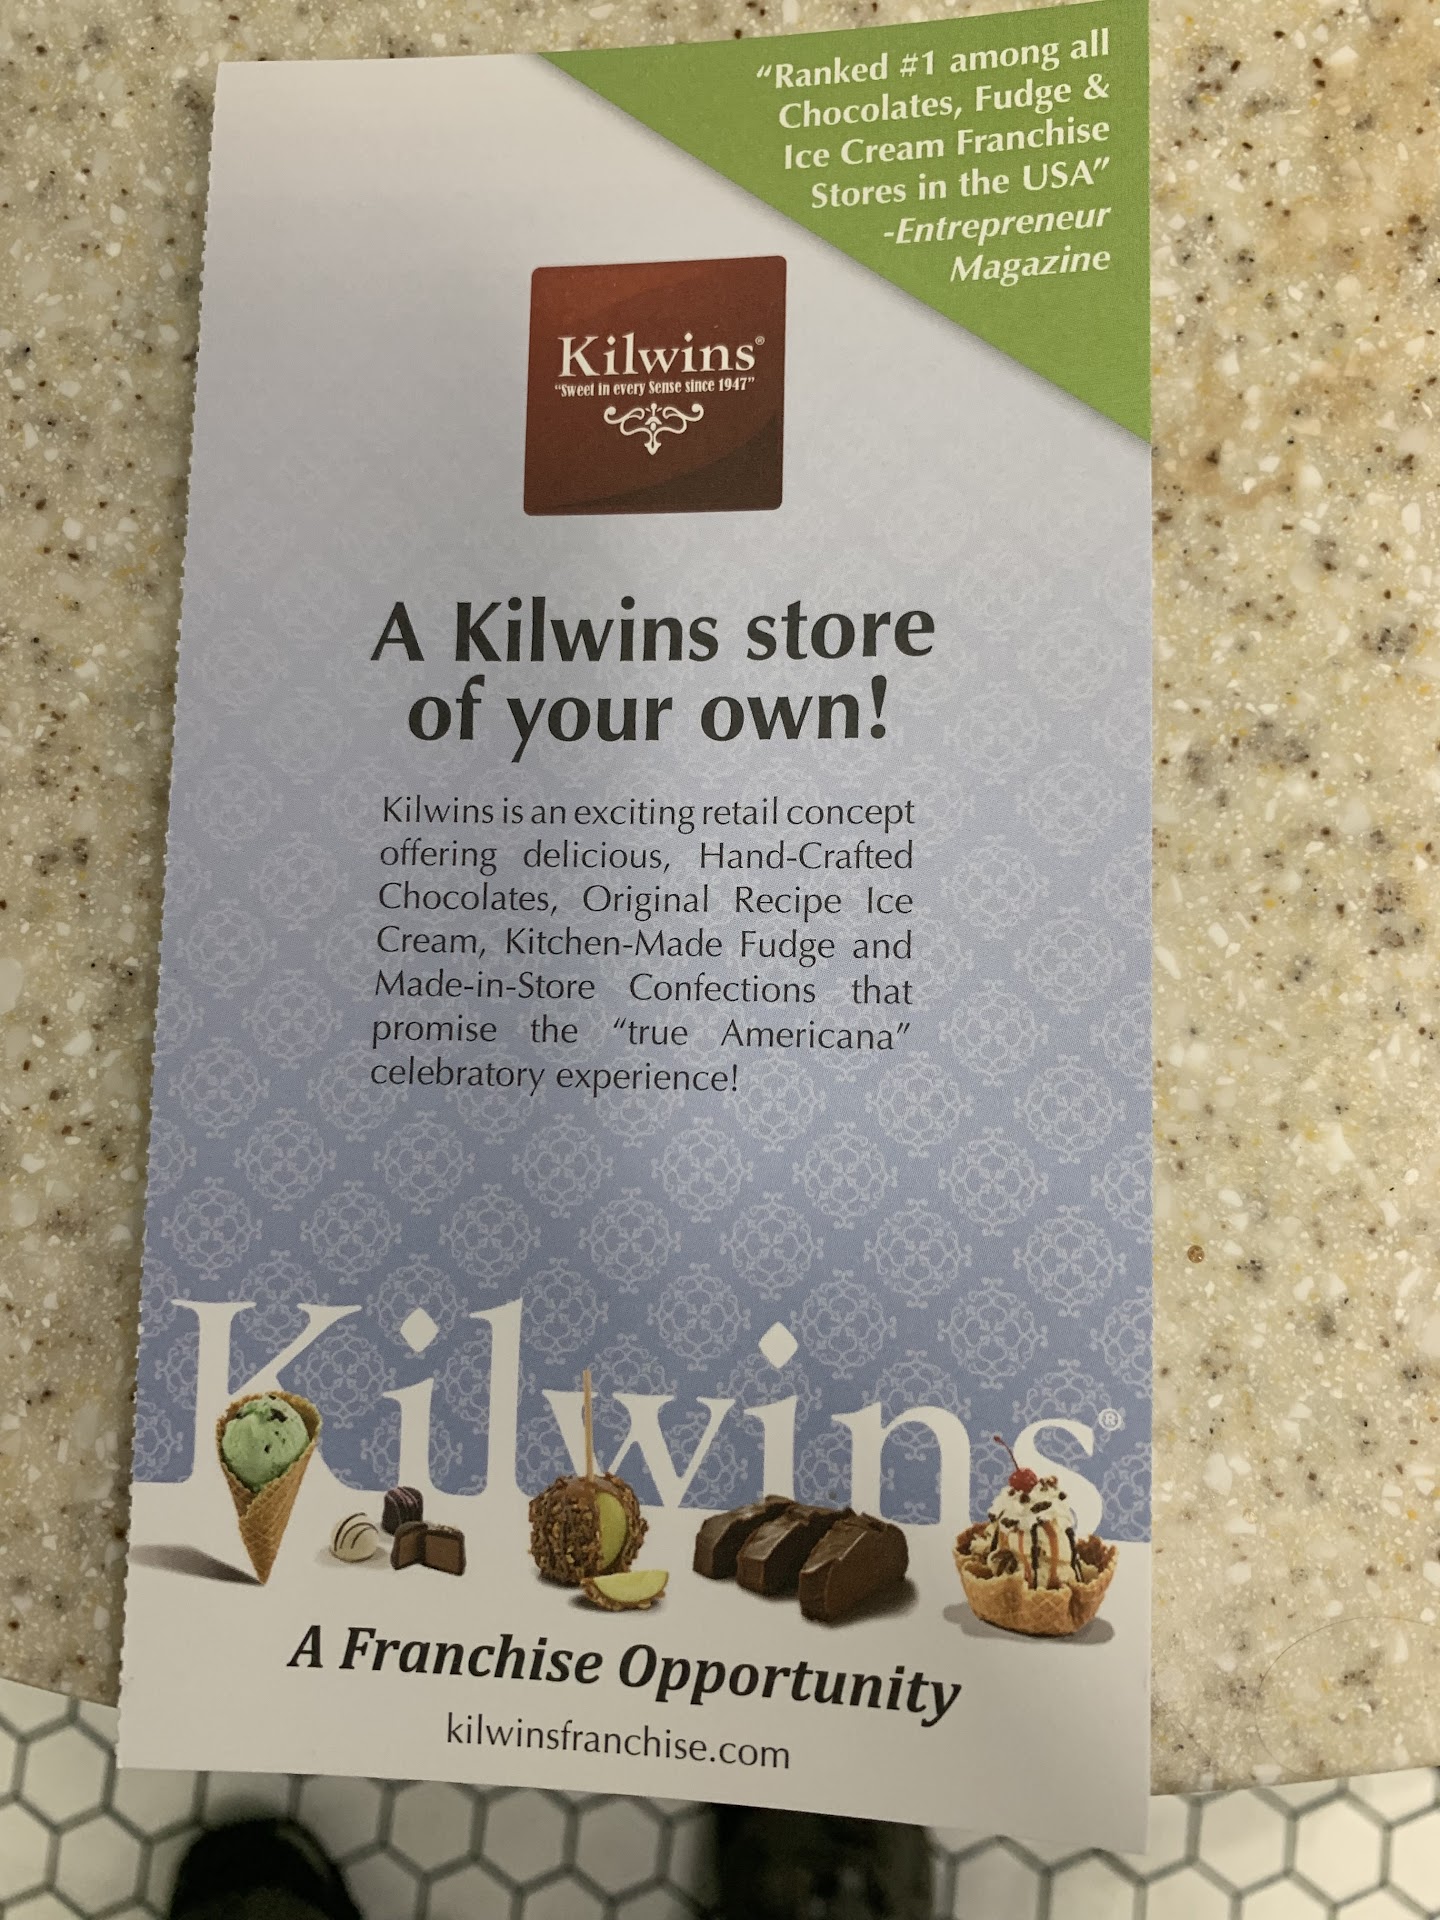 "Ranked #1 among all
Chocolates, Fudge &
Ice Cream Franchise
Stores in the USA"
-Entrepreneur
Magazine
Kilwins®
"Sweet in every Sense since 1947"
A Kilwins store
of your own!
Kilwins is an exciting retail concept
offering delicious, Hand-Crafted
Chocolates, Original Recipe Ice
Cream, Kitchen-Made Fudge and
Made-in-Store Confections that
promise the "true Americana"
celebratory experience!
Kilwins®
A Franchise Opportunity
kilwinsfranchise.com